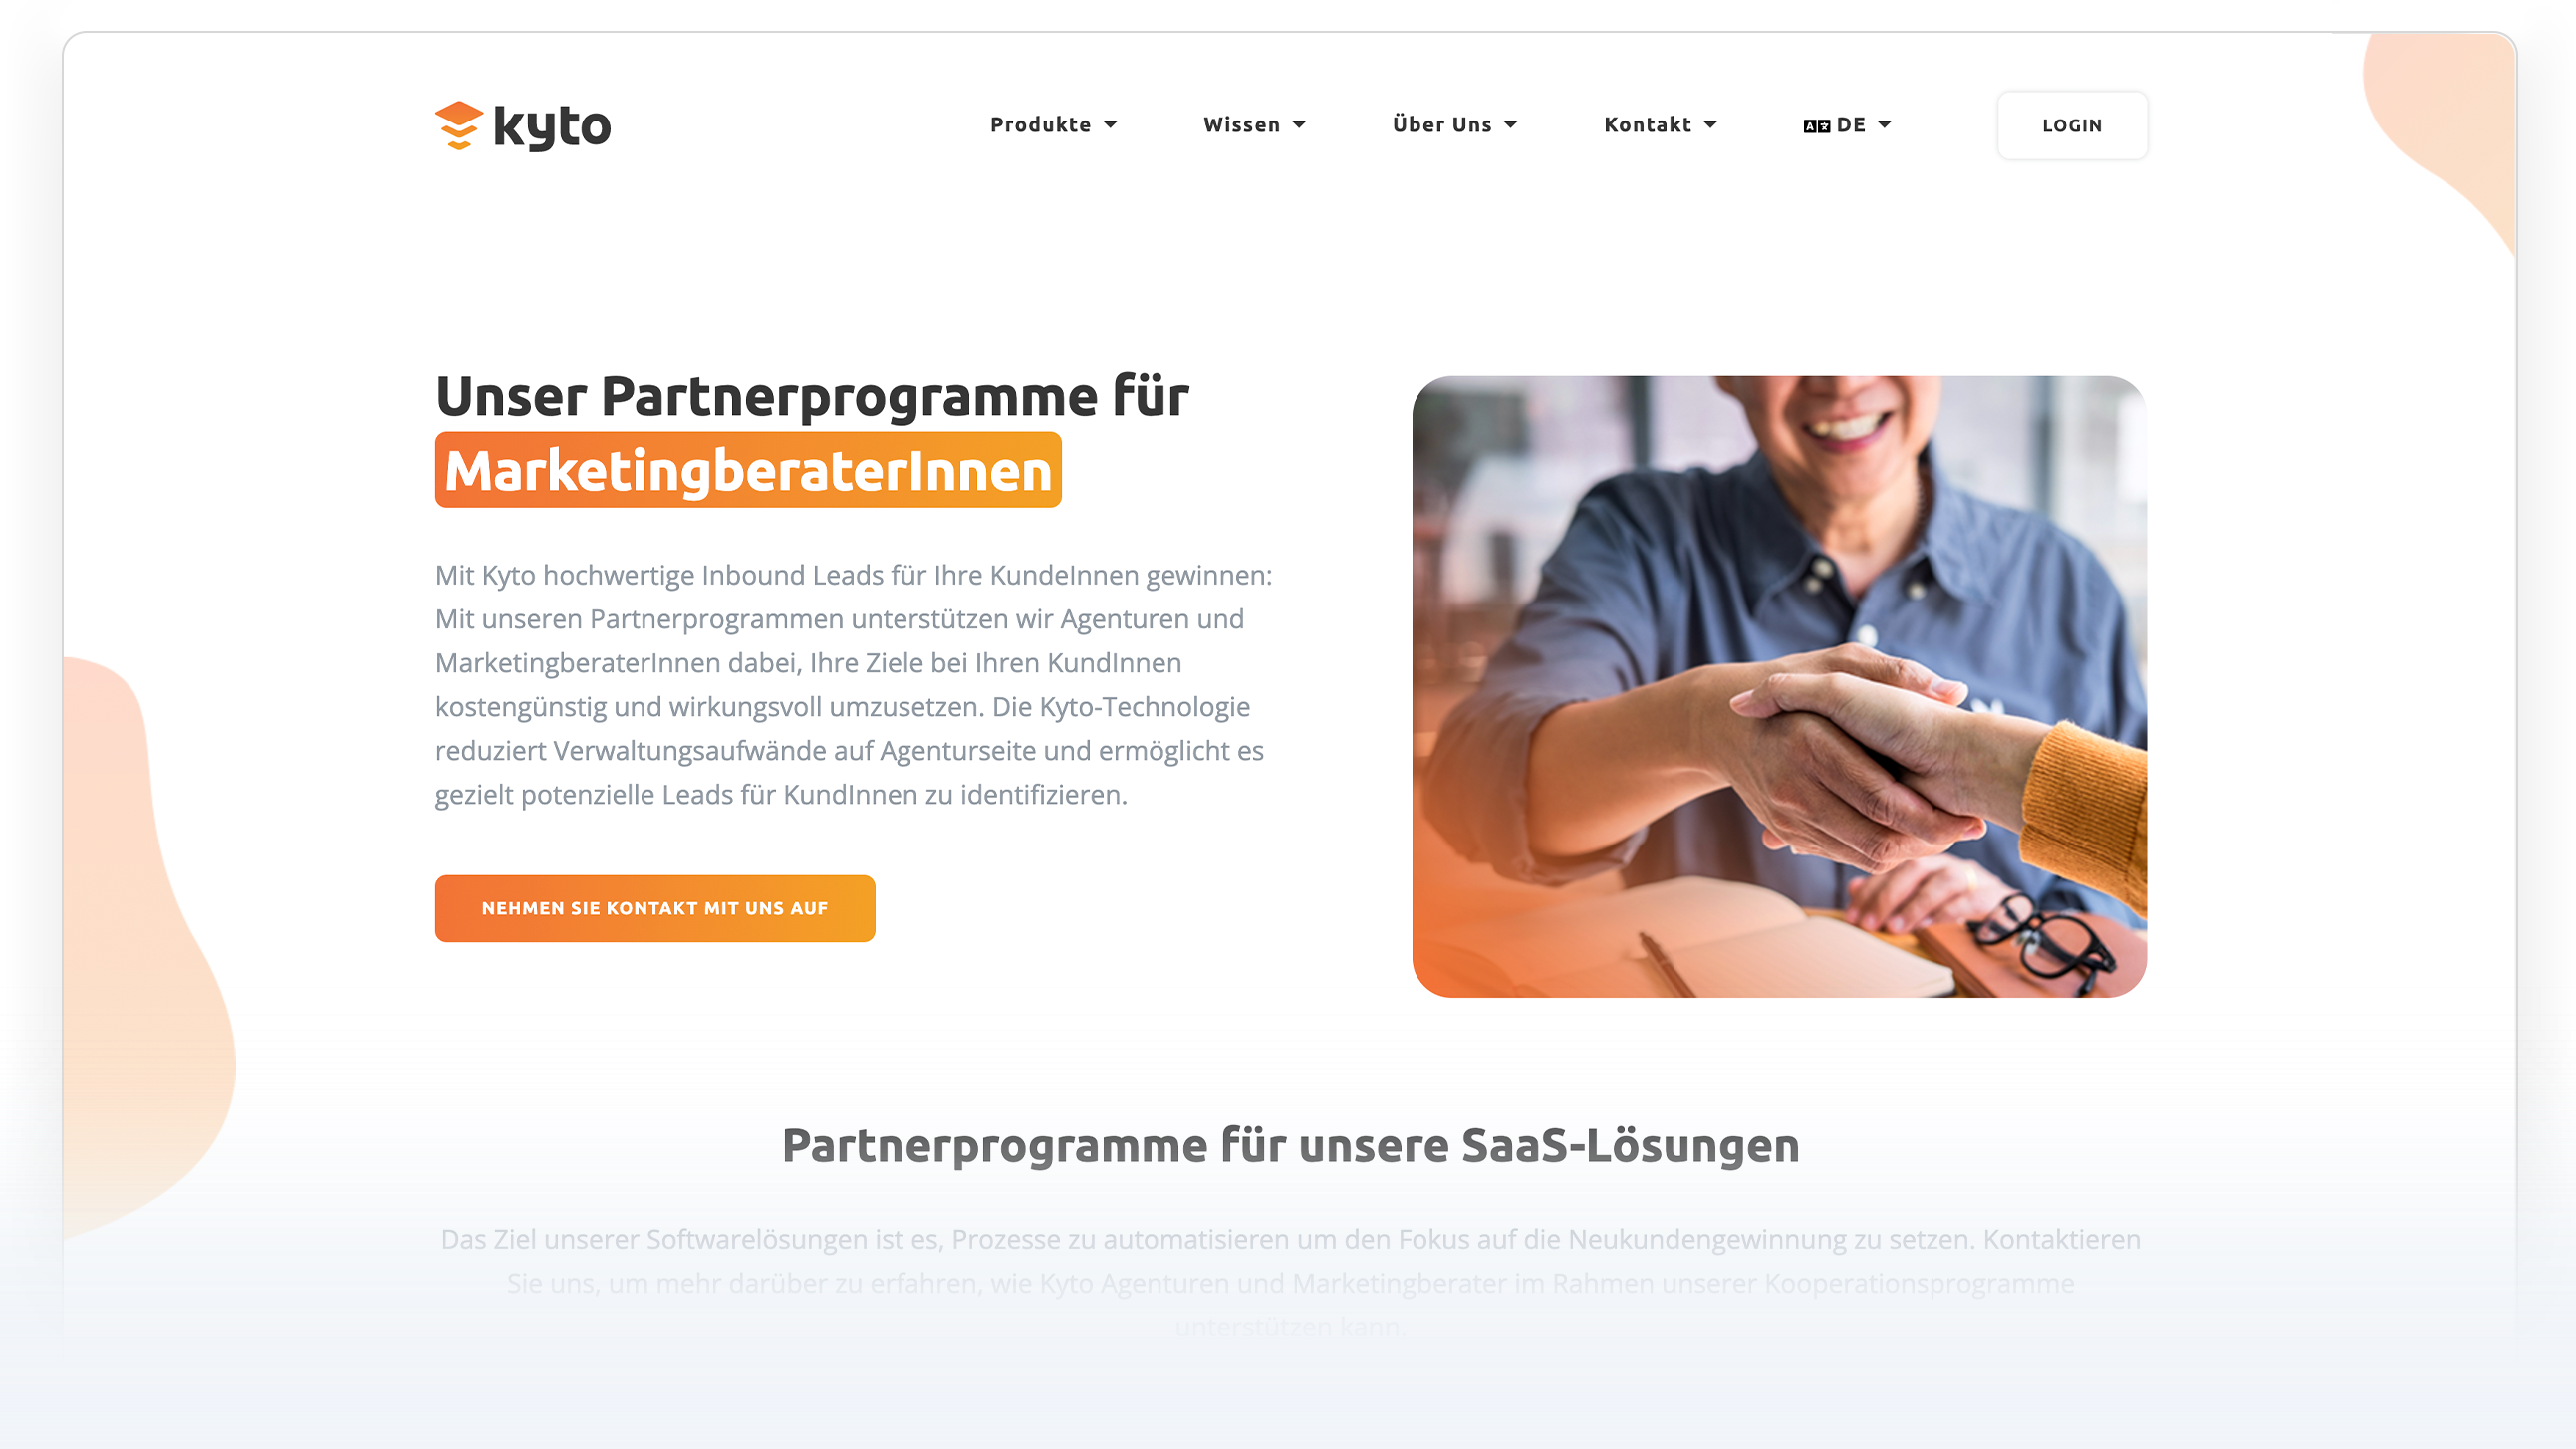 kyto
Produkte
Wissen
Über Uns
Kontakt
DE
LOGIN
Unser Partnerprogramme für
MarketingberaterInnen
Mit Kyto hochwertige Inbound Leads für Ihre KundeInnen gewinnen:
Mit unseren Partnerprogrammen unterstützen wir Agenturen und
MarketingberaterInnen dabei, Ihre Ziele bei Ihren KundInnen
kostengünstig und wirkungsvoll umzusetzen. Die Kyto-Technologie
reduziert Verwaltungsaufwände auf Agenturseite und ermöglicht es
gezielt potenzielle Leads für KundInnen zu identifizieren.
NEHMEN SIE KONTAKT MIT UNS AUF
Partnerprogramme für unsere SaaS-Lösungen
Das Ziel unserer Softwarelösungen ist es, Prozesse zu automatisieren um den Fokus auf die Neukundengewinnung zu setzen. Kontaktieren
Sie uns, um mehr darüber zu erfahren, wie Kyto Agenturen und Marketingberater im Rahmen unserer Kooperationsprogramme
unterstützen kann.